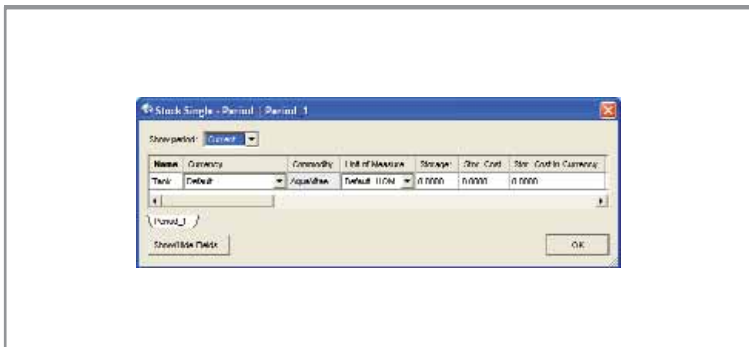 Stock Single - Period | Period_1
Show period: Current
Name Currency Commodity Unit of Measure Storage Stor. Cost Stor. Cost in Currency
Tank Default AquaVitae Default UOM 0.0000 0.0000 0.0000
Period_1
Show/Hide Fields OK